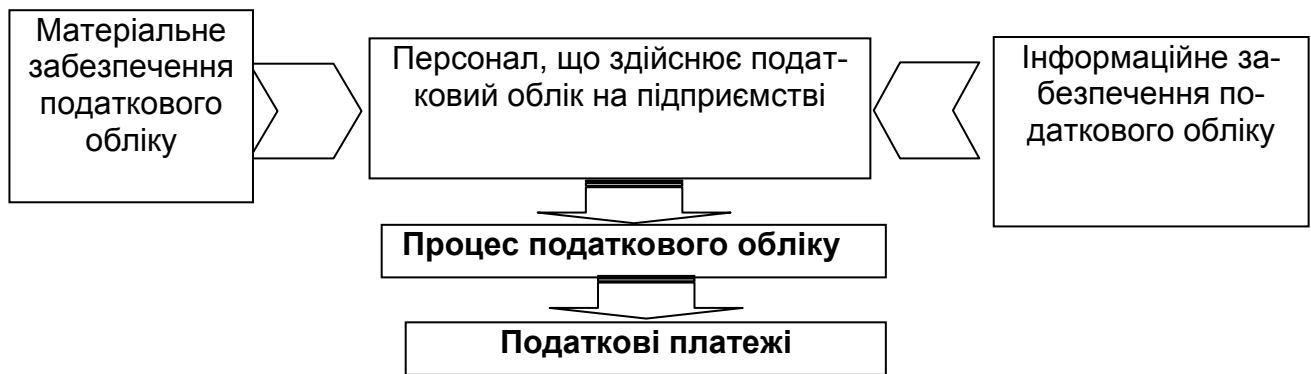 Матеріальне
забезпечення
податкового
обліку
Персонал, що здійснює подат-
ковий облік на підприємстві
Інформаційне за-
безпечення по-
даткового обліку
Процес податкового обліку
Податкові платежі